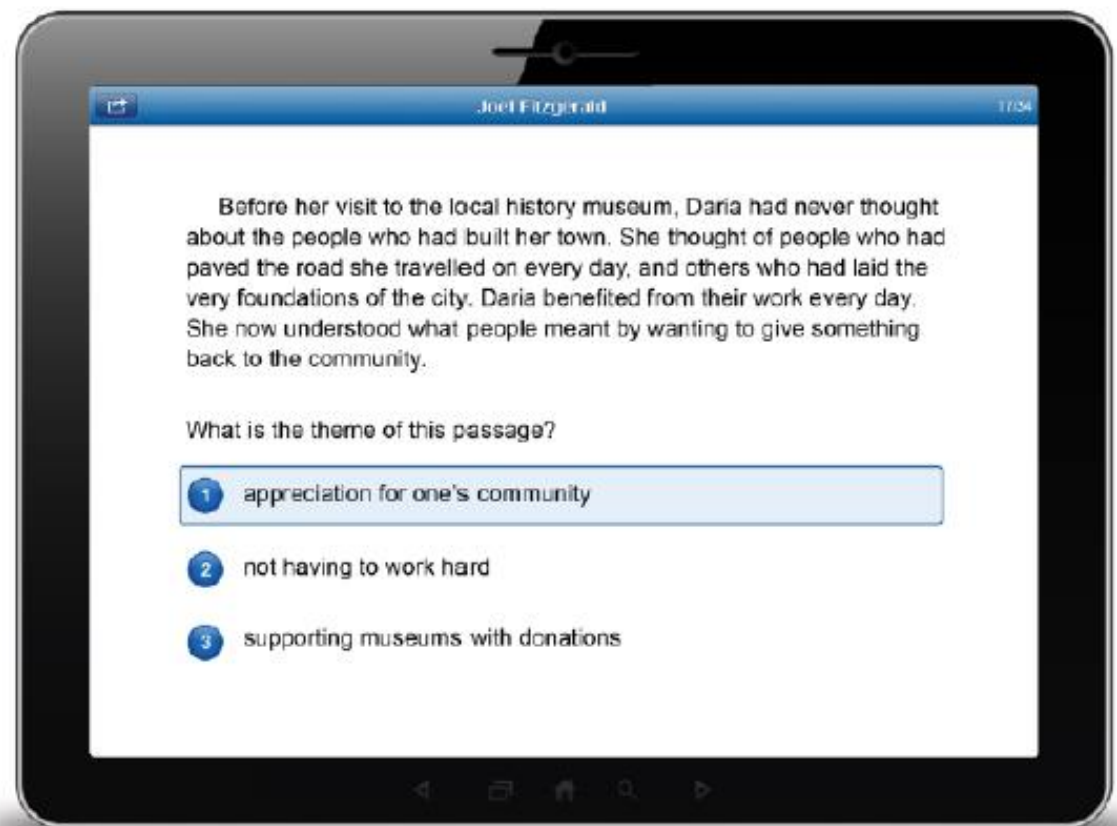 Joel Fitzgerald
17/34
Before her visit to the local history museum, Daria had never thought
about the people who had built her town. She thought of people who had
paved the road she travelled on every day, and others who had laid the
very foundations of the city. Daria benefited from their work every day.
She now understood what people meant by wanting to give something
back to the community.
What is the theme of this passage?
1 appreciation for one's community
2 not having to work hard
3 supporting museums with donations